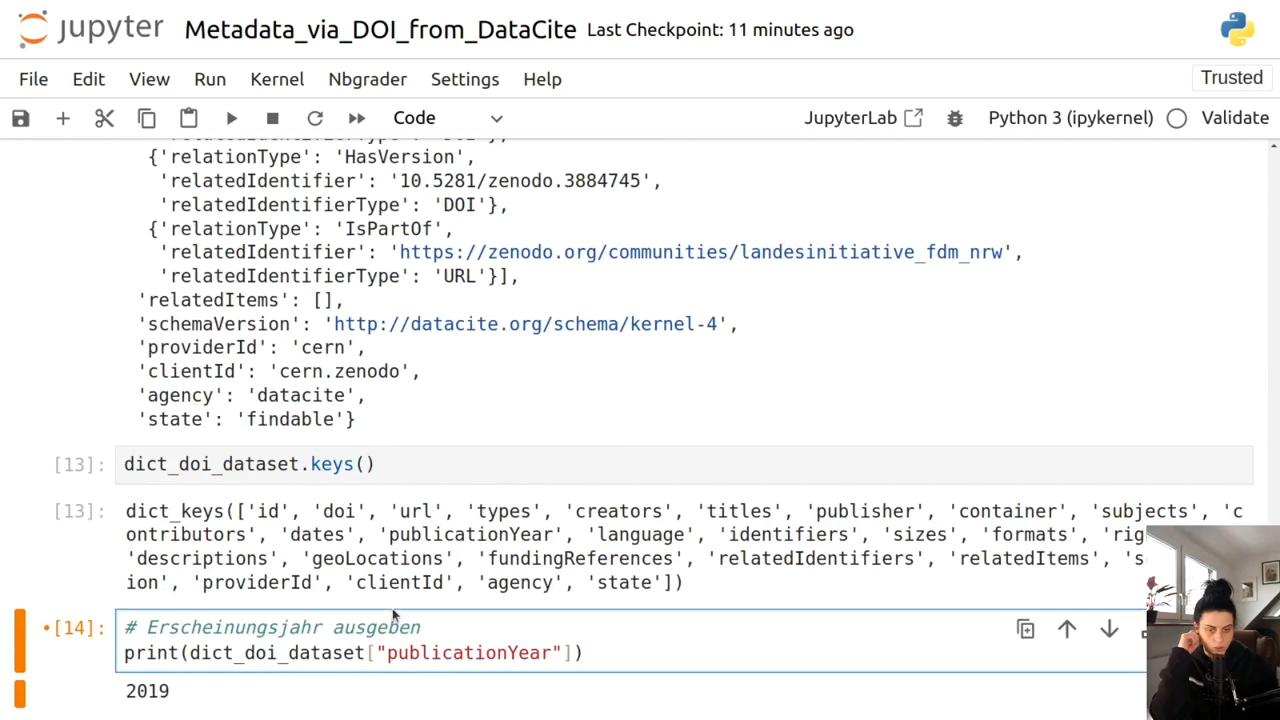 jupyter Metadata_via_DOI_from_DataCite Last Checkpoint: 11 minutes ago
File Edit View Run Kernel Nbgrader Settings Help Trusted
Code JupyterLab Python 3 (ipykernel) Validate
{'relationType': 'HasVersion',
'relatedIdentifier': '10.5281/zenodo.3884745',
'relatedIdentifierType': 'DOI'},
{'relationType': 'IsPartOf',
'relatedIdentifier': 'https://zenodo.org/communities/landesinitiative_fdm_nrw',
'relatedIdentifierType': 'URL'}],
'relatedItems': [],
'schemaVersion': 'http://datacite.org/schema/kernel-4',
'providerId': 'cern',
'clientId': 'cern.zenodo',
'agency': 'datacite',
'state': 'findable'}
[13]: dict_doi_dataset.keys()
[13]: dict_keys(['id', 'doi', 'url', 'types', 'creators', 'titles', 'publisher', 'container', 'subjects', 'c
ontributors', 'dates', 'publicationYear', 'language', 'identifiers', 'sizes', 'formats',
'descriptions', 'geoLocations', 'fundingReferences', 'relatedIdentifiers', 'relatedItems',
ion', 'providerId', 'clientId', 'agency', 'state'])
•[14]: # Erscheinungsjahr ausgeben
print(dict_doi_dataset["publicationYear"])
2019